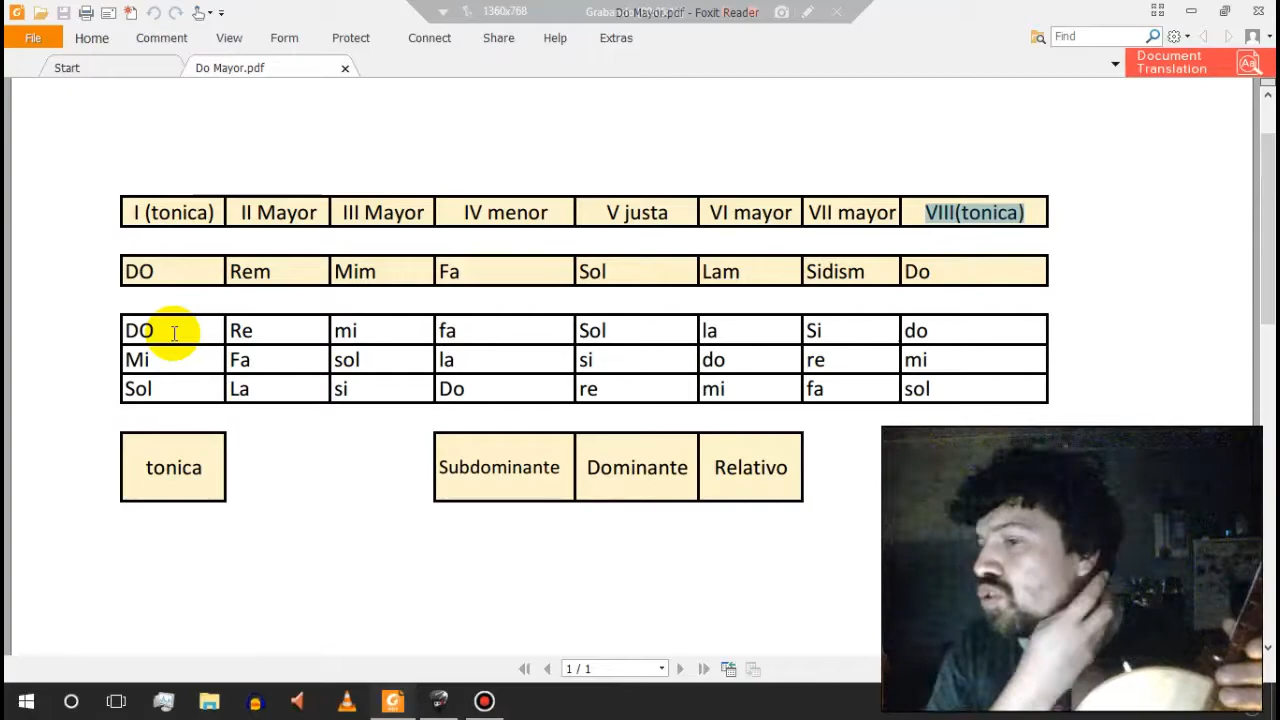 1360x768
Do Mayor.pdf - Foxit Reader
File Home Comment View Form Protect Connect Share Help Extras Find
Start Do Mayor.pdf
Document
Translation
I (tonica) II Mayor III Mayor IV menor V justa VI mayor VII mayor VIII(tonica)
DO Rem Mim Fa Sol Lam Sidism Do
DO Re mi fa Sol la Si do
Mi Fa sol la si do re mi
Sol La si Do re mi fa sol
tonica Subdominante Dominante Relativo
1 / 1